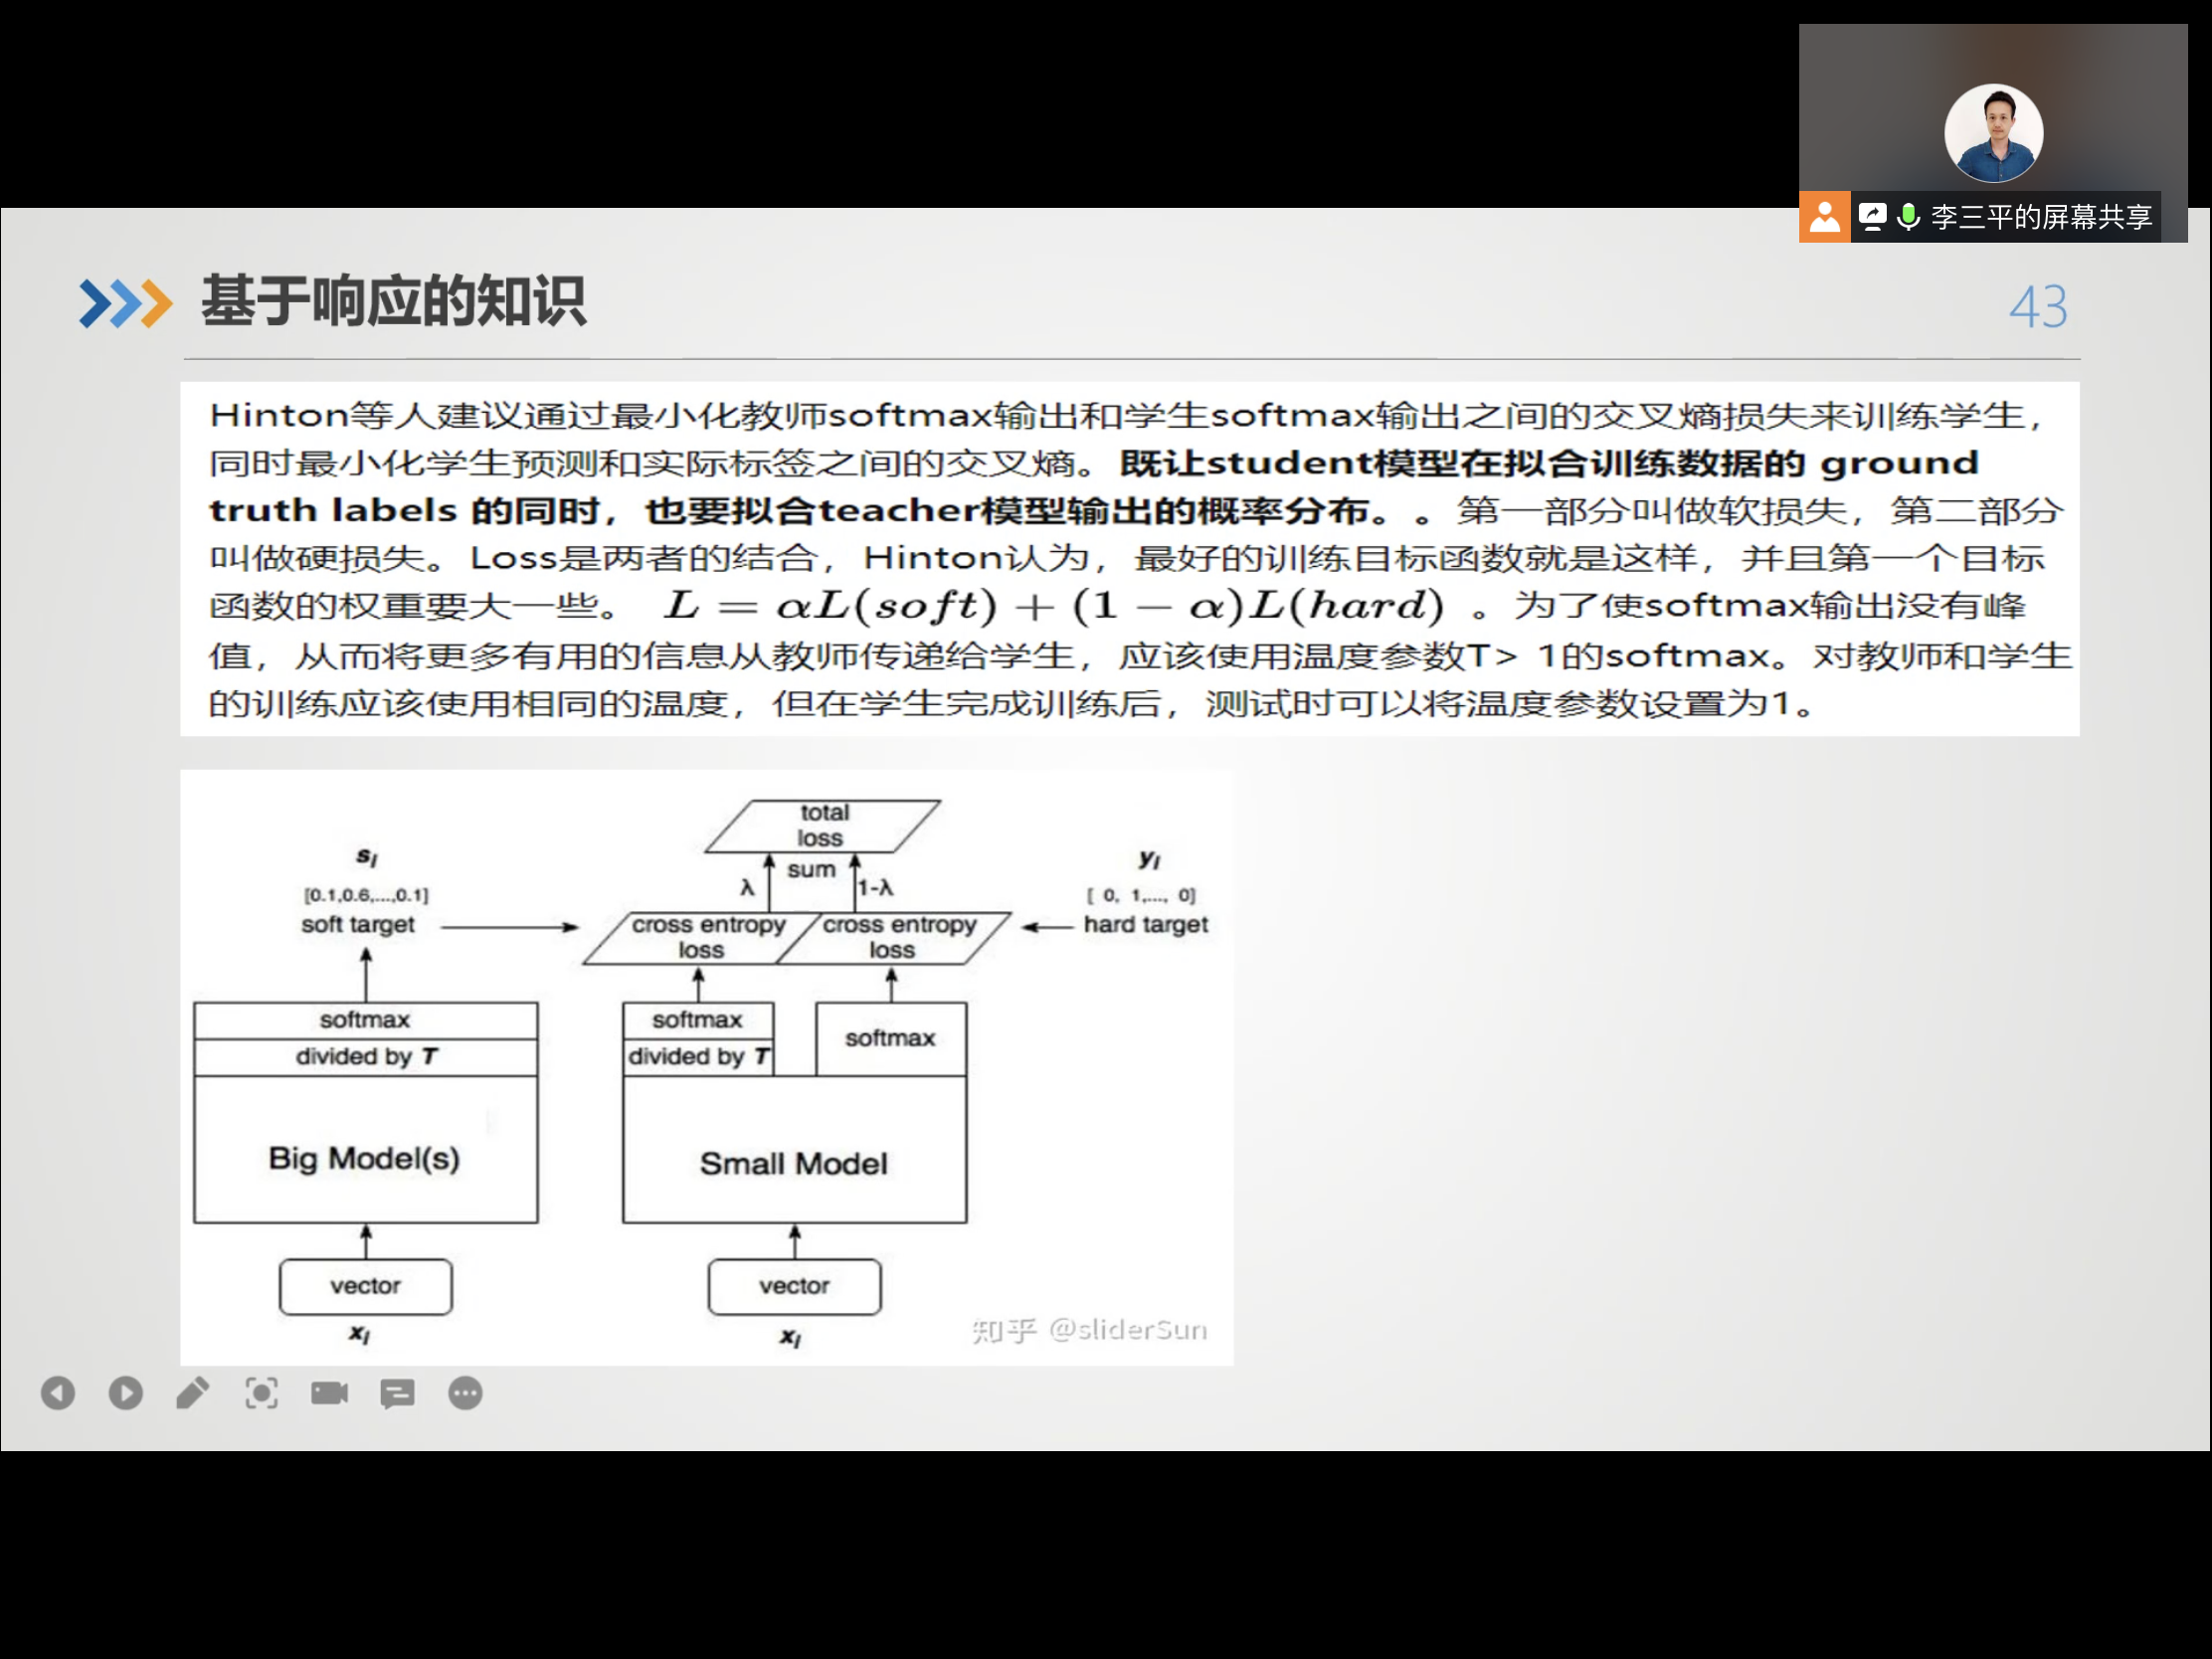 李三平的屏幕共享
基于响应的知识
43
Hinton等人建议通过最小化教师softmax输出和学生softmax输出之间的交叉熵损失来训练学生，
同时最小化学生预测和实际标签之间的交叉熵。既让student模型在拟合训练数据的 ground
truth labels 的同时，也要拟合teacher模型输出的概率分布。。第一部分叫做软损失，第二部分
叫做硬损失。Loss是两者的结合，Hinton认为，最好的训练目标函数就是这样，并且第一个目标
函数的权重要大一些。 L = αL(soft) + (1 − α)L(hard) 。为了使softmax输出没有峰
值，从而将更多有用的信息从教师传递给学生，应该使用温度参数T> 1的softmax。对教师和学生
的训练应该使用相同的温度，但在学生完成训练后，测试时可以将温度参数设置为1。
total
loss
sum
λ
1-λ
s_i
[0.1,0.6,...,0.1]
soft target
cross entropy
loss
cross entropy
loss
y_i
[ 0, 1,..., 0]
hard target
softmax
divided by T
Big Model(s)
vector
x_i
softmax
divided by T
softmax
Small Model
vector
x_i
知乎 @sliderSun